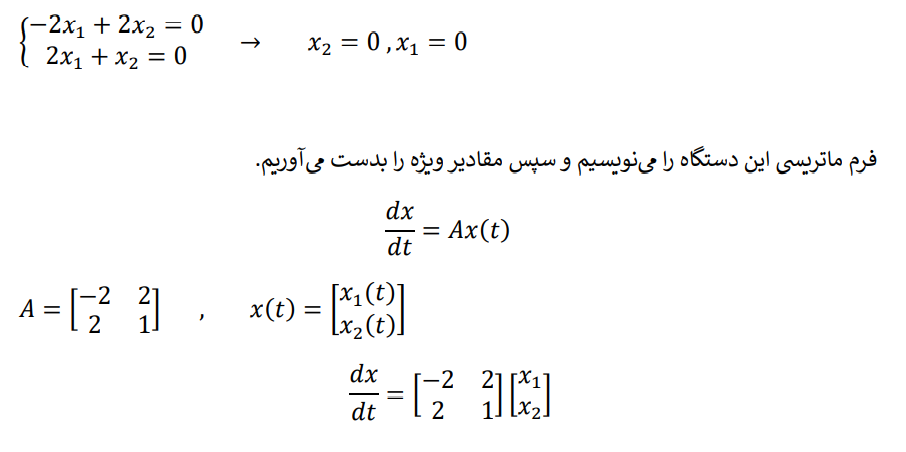 {−2x₁ + 2x₂ = 0
2x₁ + x₂ = 0 → x₂ = 0 , x₁ = 0
فرم ماتریسی این دستگاه را می‌نویسیم و سپس مقادیر ویژه را بدست می‌آوریم.
dx/dt = Ax(t)
A = [−2 2; 2 1] , x(t) = [x₁(t); x₂(t)]
dx/dt = [−2 2; 2 1][x₁; x₂]